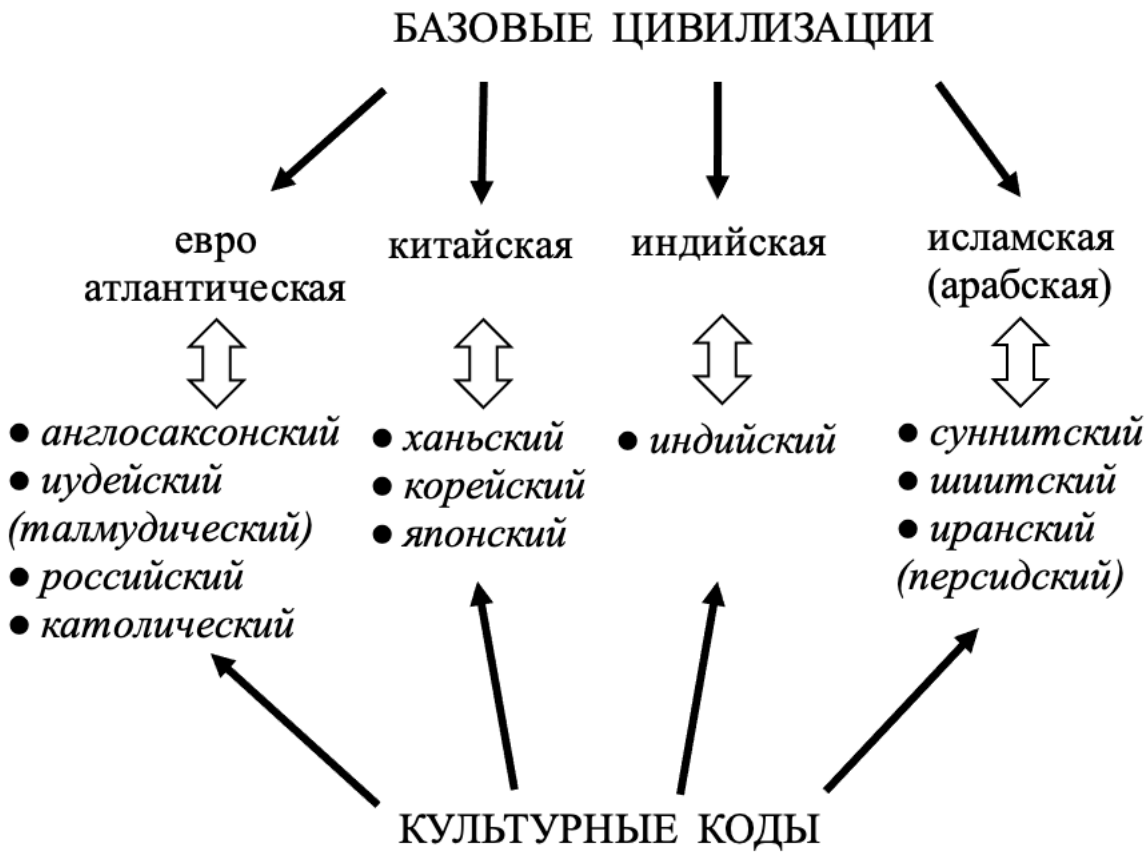 БАЗОВЫЕ ЦИВИЛИЗАЦИИ
евро
атлантическая
китайская
индийская
исламская
(арабская)
● англосаксонский
● иудейский
(талмудический)
● российский
● католический
● ханьский
● корейский
● японский
● индийский
● суннитский
● шиитский
● иранский
(персидский)
КУЛЬТУРНЫЕ КОДЫ